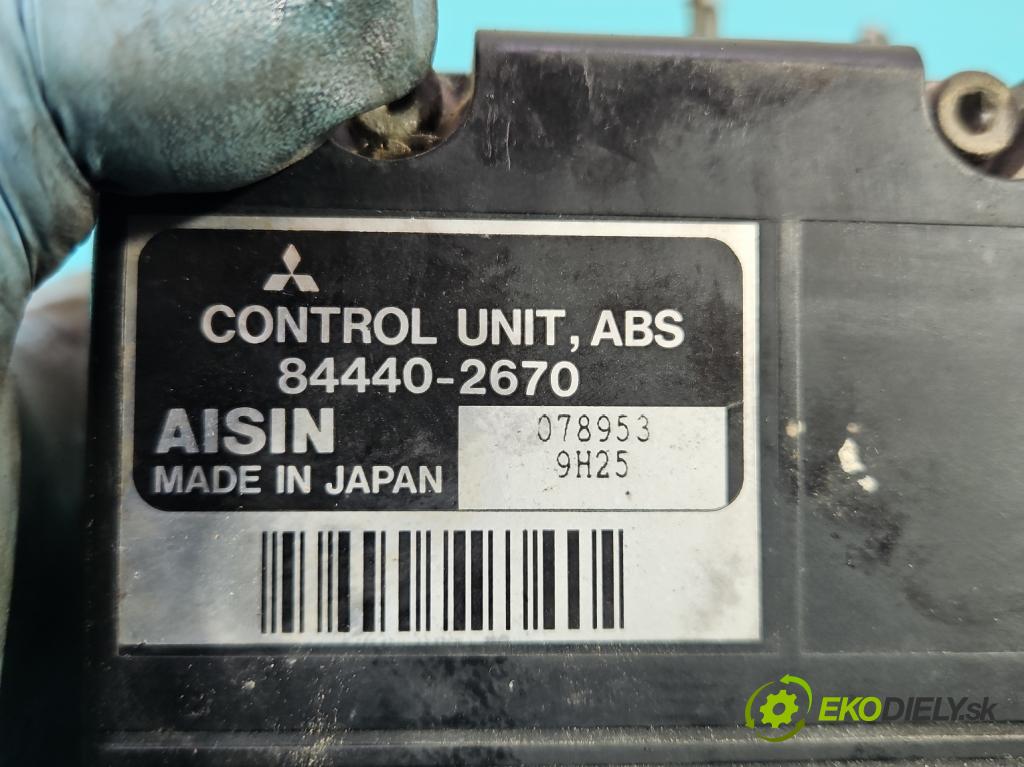 CONTROL UNIT, ABS
84440-2670
AISIN
MADE IN JAPAN
078953
9H25
EKODIELY.sk